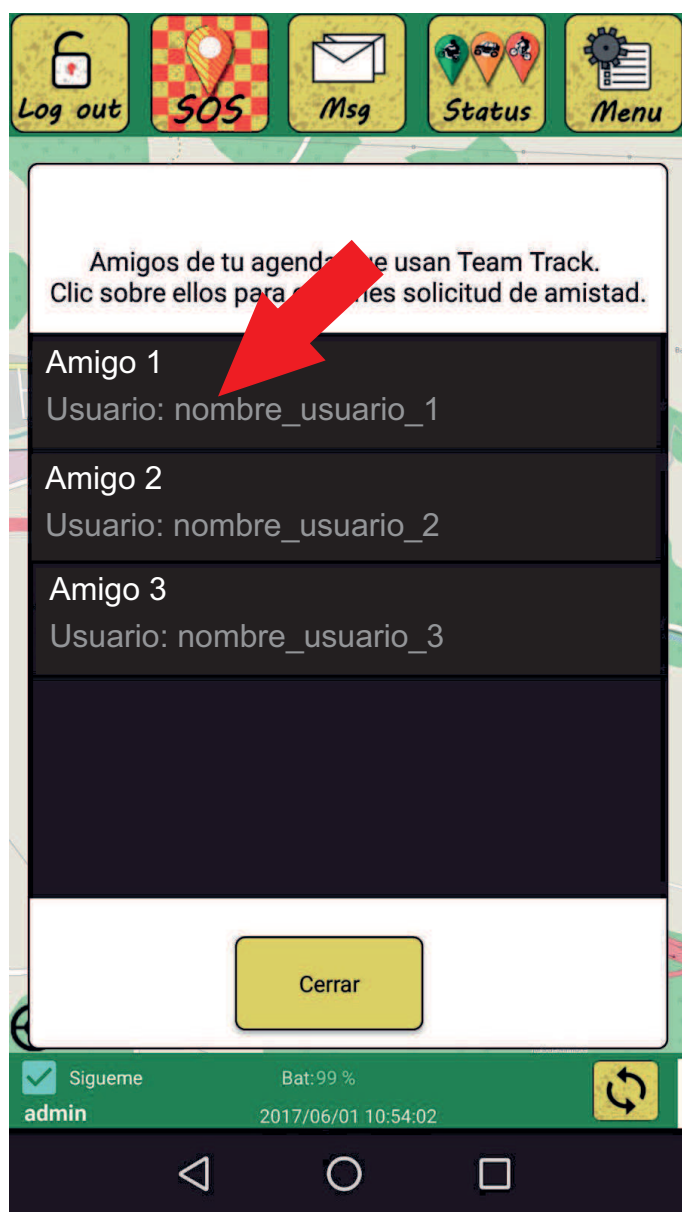 Log out
SOS
Msg
Status
Menu
Amigos de tu agenda que usan Team Track.
Clic sobre ellos para solicitud de amistad.
Amigo 1
Usuario: nombre_usuario_1
Amigo 2
Usuario: nombre_usuario_2
Amigo 3
Usuario: nombre_usuario_3
Cerrar
Sigueme
Bat:99 %
admin
2017/06/01 10:54:02